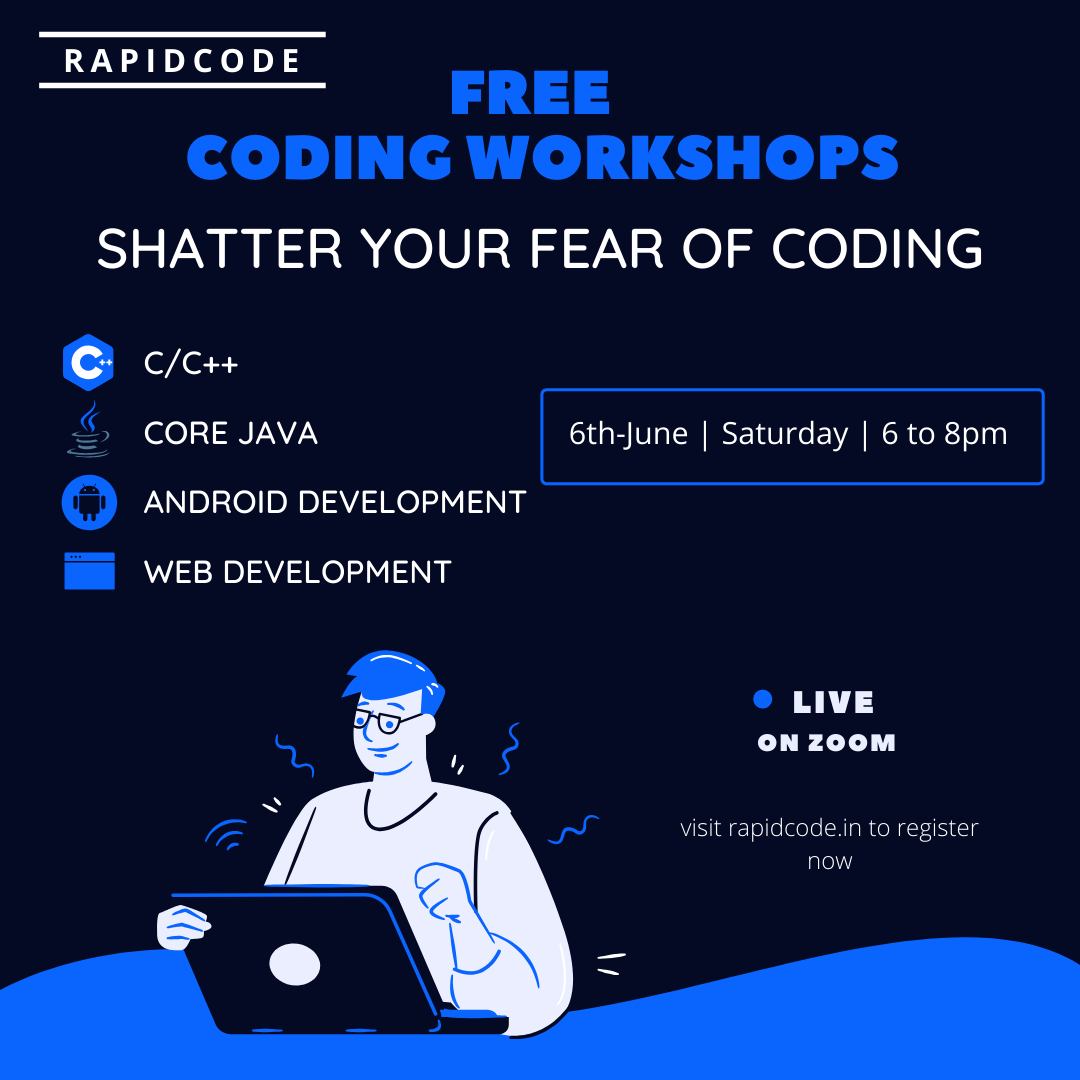 RAPIDCODE
FREE
CODING WORKSHOPS
SHATTER YOUR FEAR OF CODING
C++
C/C++
CORE JAVA
6th-June | Saturday | 6 to 8pm
ANDROID DEVELOPMENT
WEB DEVELOPMENT
LIVE
ON ZOOM
visit rapidcode.in to register
now